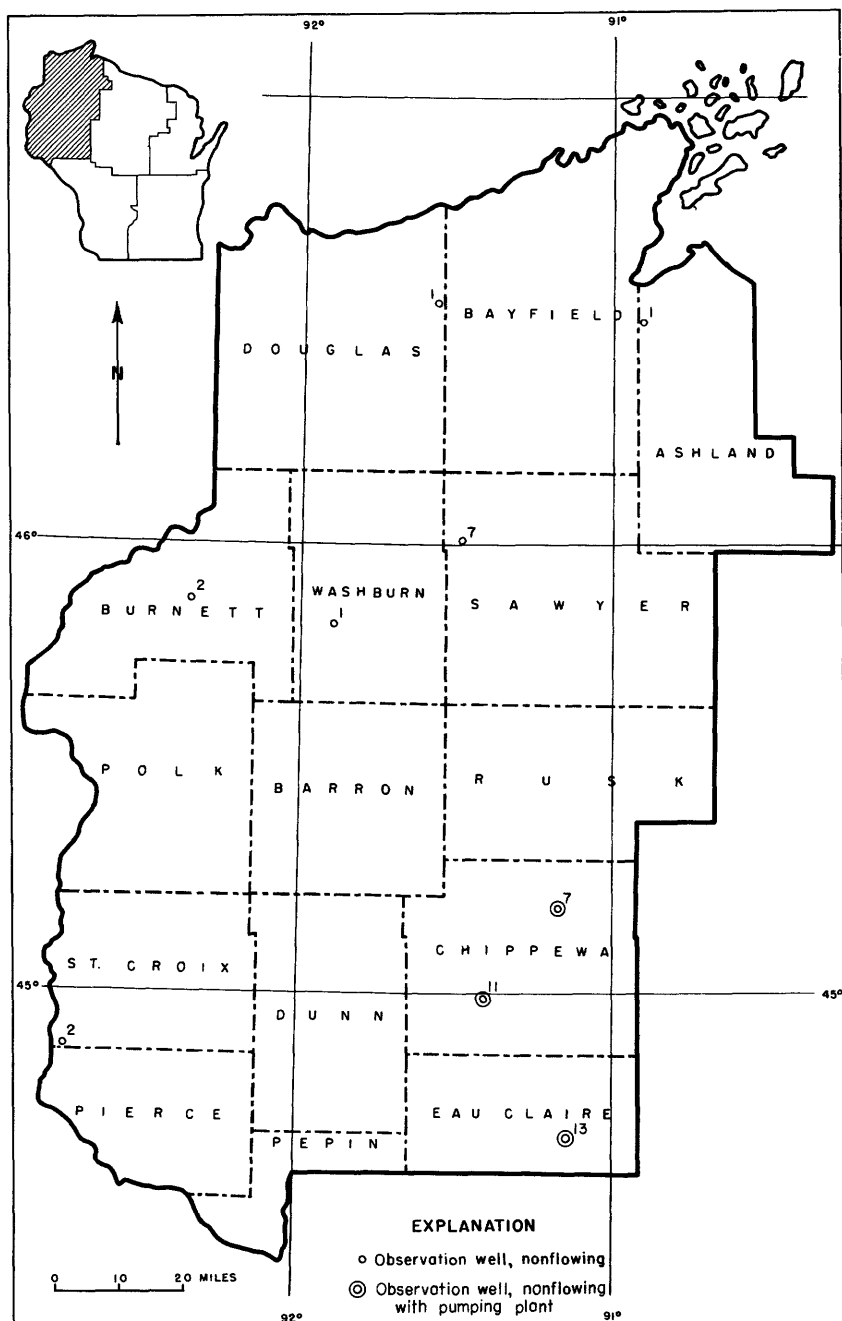 92°
91°
1
BAYFIELD
1
DOUGLAS
N
ASHLAND
46°
7
2
WASHBURN
BURNETT
SAWYER
1
POLK
BARRON
RUSK
7
CHIPPEWA
ST. CROIX
45°
11
45°
DUNN
2
PIERCE
EAU CLAIRE
13
PEPIN
EXPLANATION
Observation well, nonflowing
0 10 20 MILES
Observation well, nonflowing
with pumping plant
92°
91°